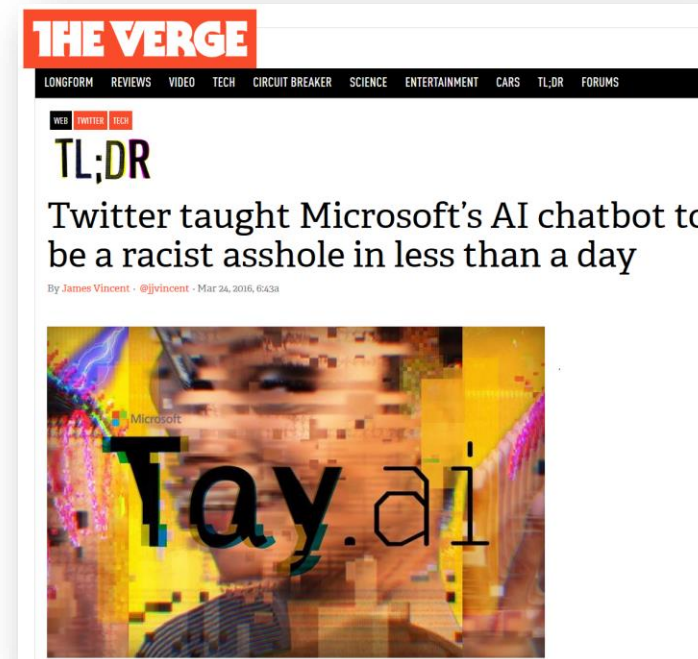 THE VERGE
LONGFORM REVIEWS VIDEO TECH CIRCUIT BREAKER SCIENCE ENTERTAINMENT CARS TL;DR FORUMS
WEB TWITTER TECH
TL;DR
Twitter taught Microsoft’s AI chatbot to
be a racist asshole in less than a day
By James Vincent - @jjvincent - Mar 24, 2016, 6:43a
Microsoft
Tay.ai